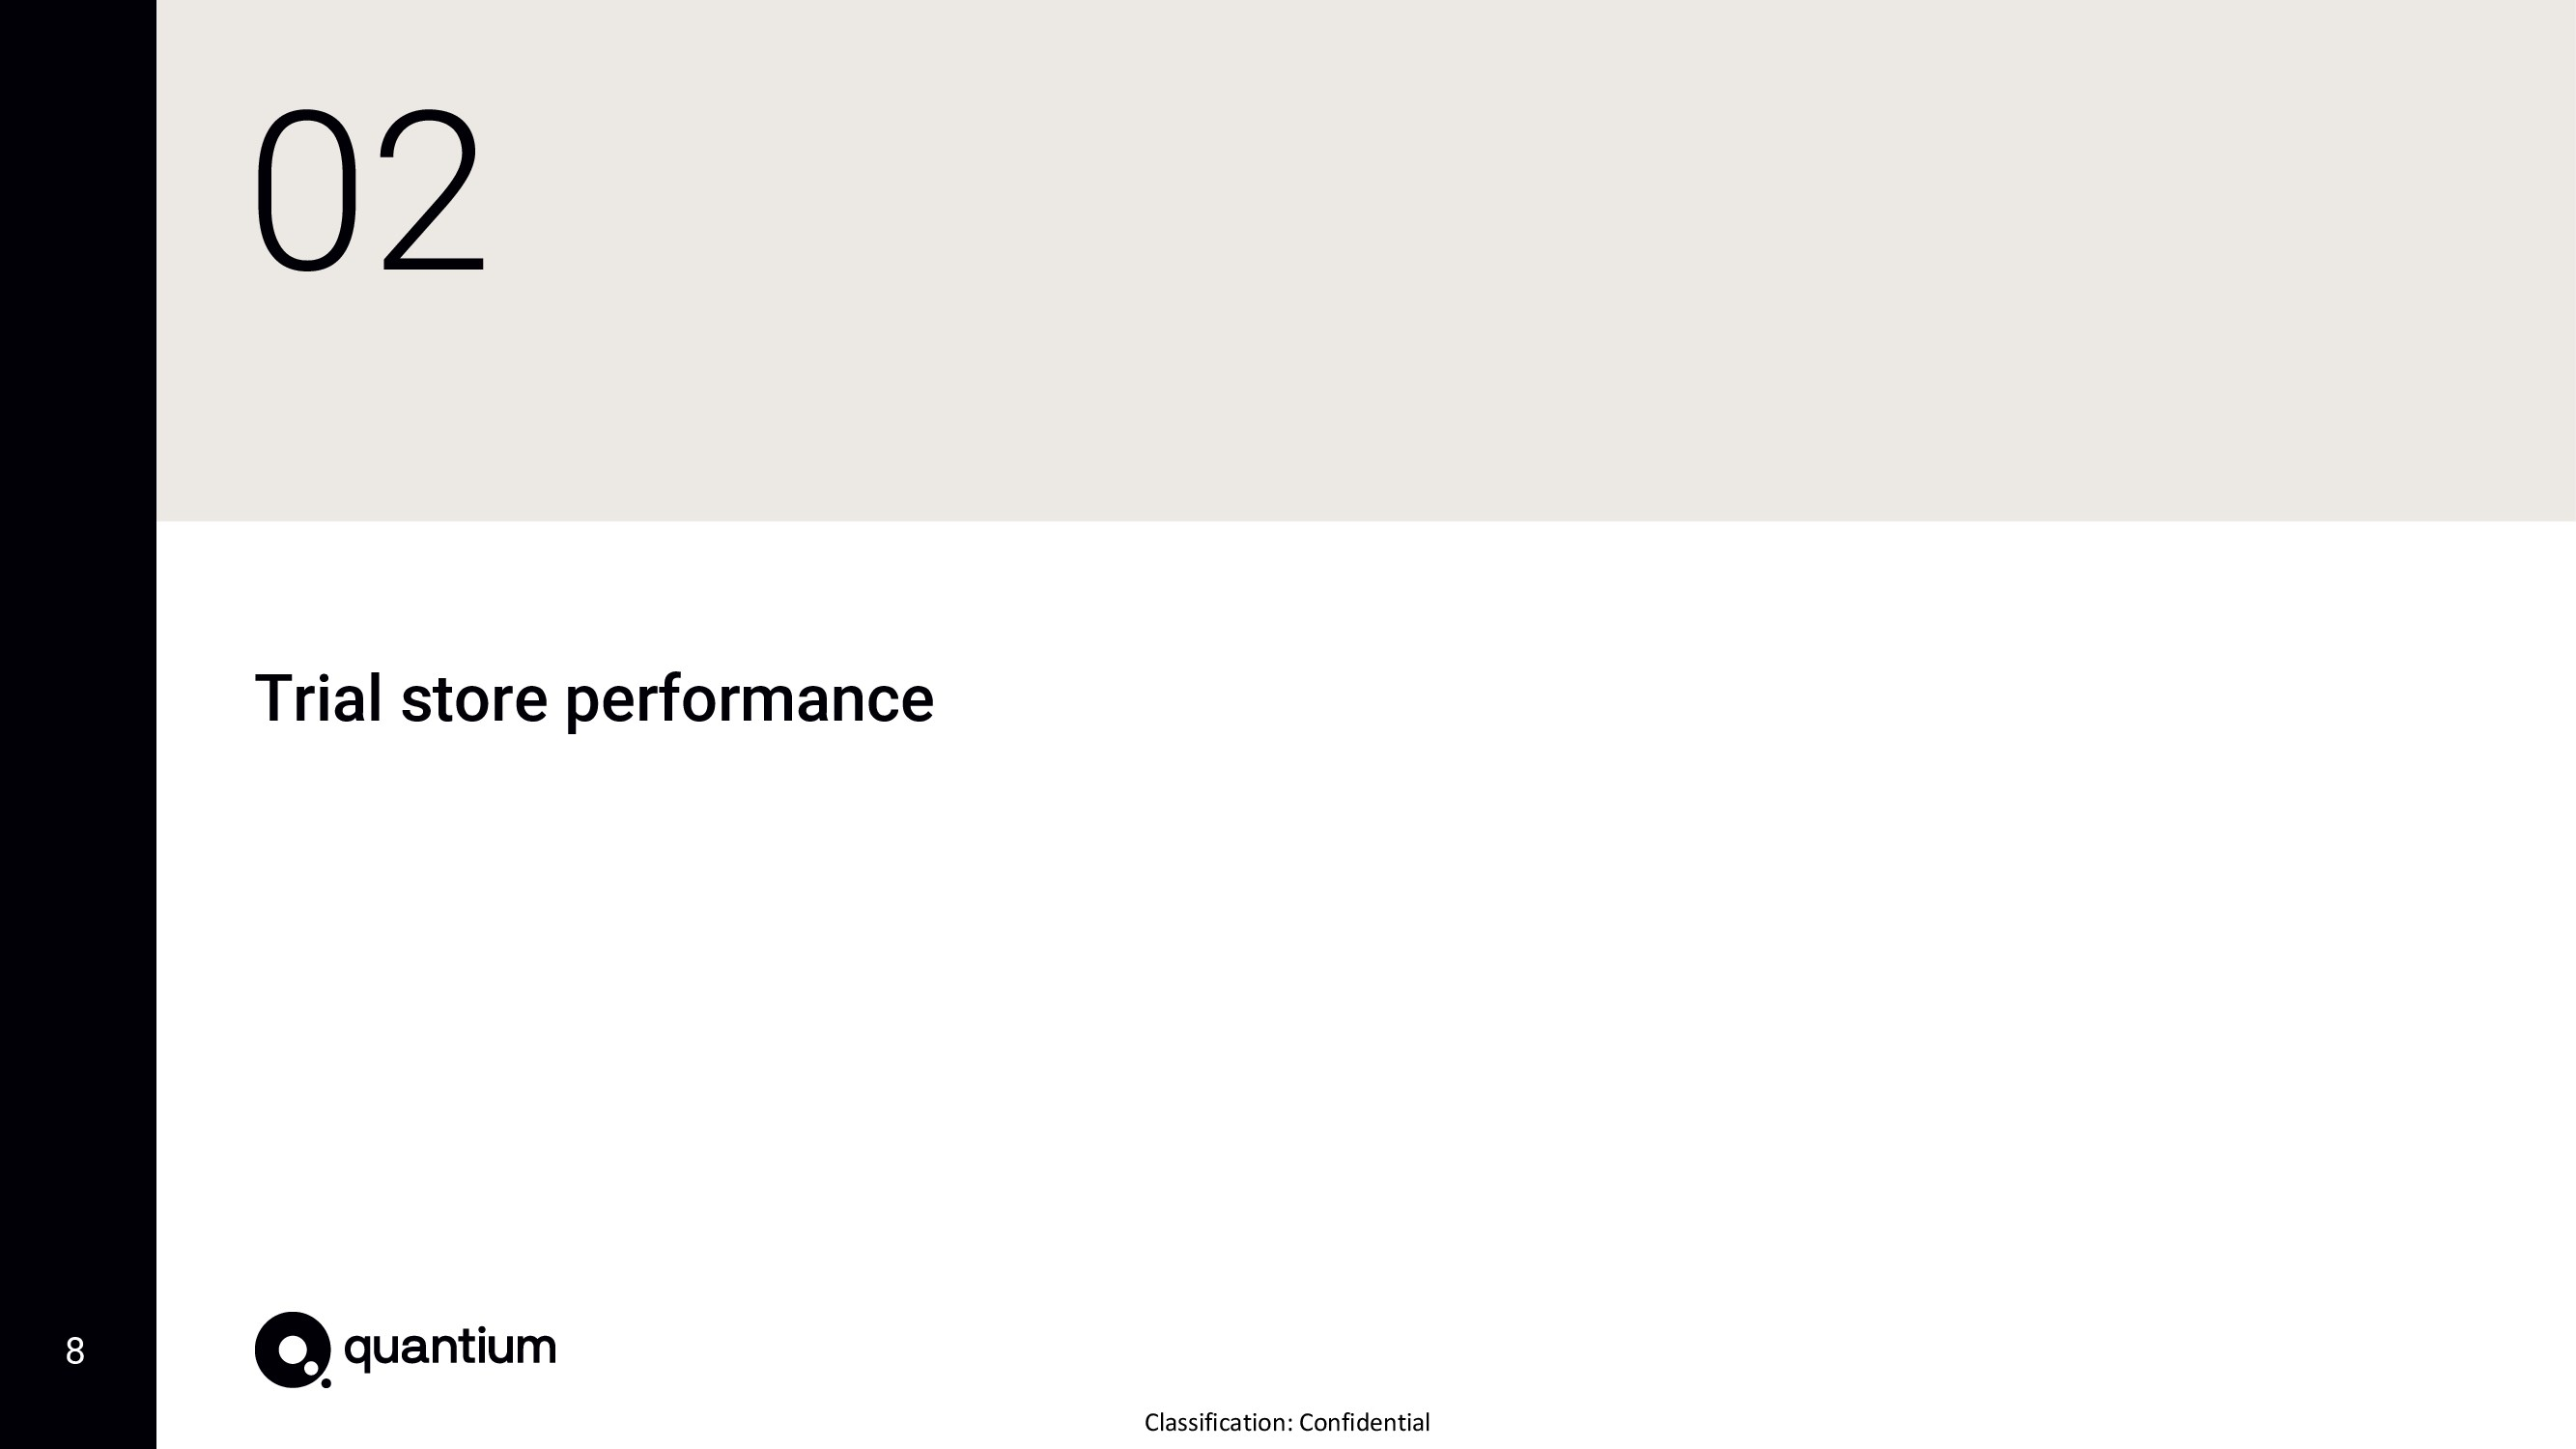 02
Trial store performance
8
quantium
Classification: Confidential